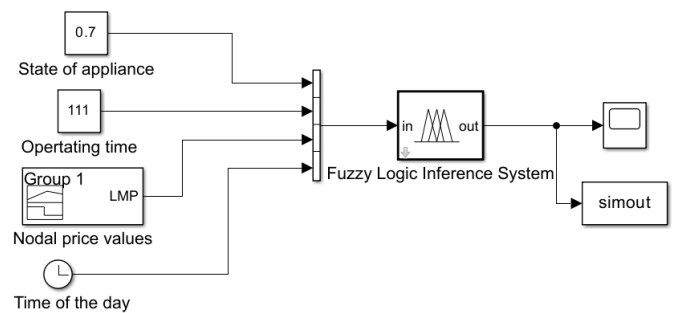 0.7
State of appliance
111
Opertating time
Group 1
LMP
Nodal price values
Time of the day
in
out
Fuzzy Logic Inference System
simout